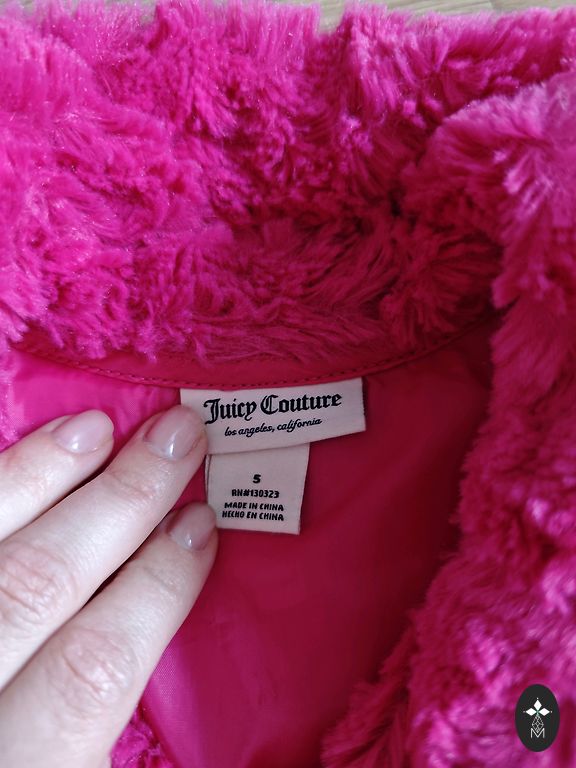 Juicy Couture
los angeles, california
5
RN#130323
MADE IN CHINA
HECHO EN CHINA
M